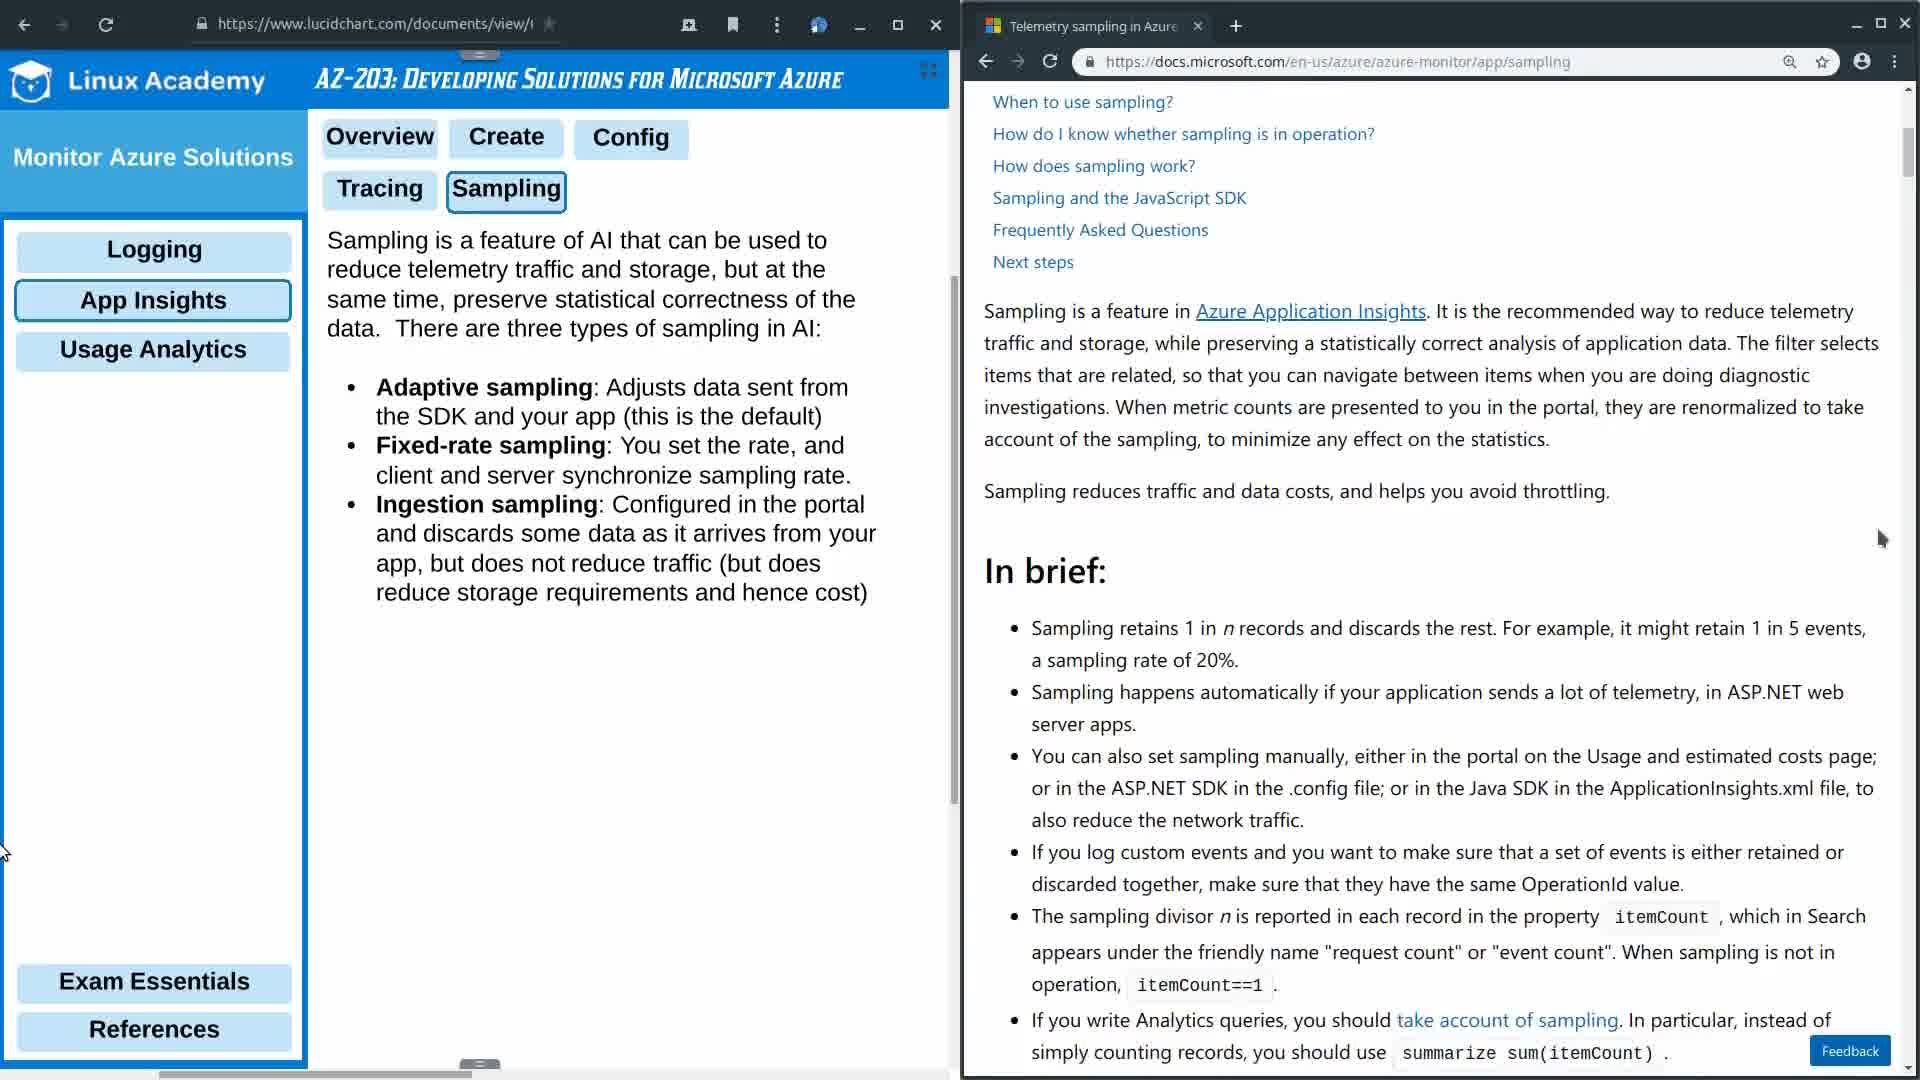 https://www.lucidchart.com/documents/view/
Linux Academy
AZ-203: Developing Solutions for Microsoft Azure
Monitor Azure Solutions
Overview
Create
Config
Tracing
Sampling
Logging
App Insights
Usage Analytics
Sampling is a feature of AI that can be used to
reduce telemetry traffic and storage, but at the
same time, preserve statistical correctness of the
data. There are three types of sampling in AI:
• Adaptive sampling: Adjusts data sent from
the SDK and your app (this is the default)
• Fixed-rate sampling: You set the rate, and
client and server synchronize sampling rate.
• Ingestion sampling: Configured in the portal
and discards some data as it arrives from your
app, but does not reduce traffic (but does
reduce storage requirements and hence cost)
Exam Essentials
References
Telemetry sampling in Azure
https://docs.microsoft.com/en-us/azure/azure-monitor/app/sampling
When to use sampling?
How do I know whether sampling is in operation?
How does sampling work?
Sampling and the JavaScript SDK
Frequently Asked Questions
Next steps
Sampling is a feature in Azure Application Insights. It is the recommended way to reduce telemetry
traffic and storage, while preserving a statistically correct analysis of application data. The filter selects
items that are related, so that you can navigate between items when you are doing diagnostic
investigations. When metric counts are presented to you in the portal, they are renormalized to take
account of the sampling, to minimize any effect on the statistics.
Sampling reduces traffic and data costs, and helps you avoid throttling.
In brief:
• Sampling retains 1 in n records and discards the rest. For example, it might retain 1 in 5 events,
a sampling rate of 20%.
• Sampling happens automatically if your application sends a lot of telemetry, in ASP.NET web
server apps.
• You can also set sampling manually, either in the portal on the Usage and estimated costs page;
or in the ASP.NET SDK in the .config file; or in the Java SDK in the ApplicationInsights.xml file, to
also reduce the network traffic.
• If you log custom events and you want to make sure that a set of events is either retained or
discarded together, make sure that they have the same OperationId value.
• The sampling divisor n is reported in each record in the property itemCount , which in Search
appears under the friendly name "request count" or "event count". When sampling is not in
operation, itemCount==1 .
• If you write Analytics queries, you should take account of sampling. In particular, instead of
simply counting records, you should use summarize sum(itemCount) .
Feedback